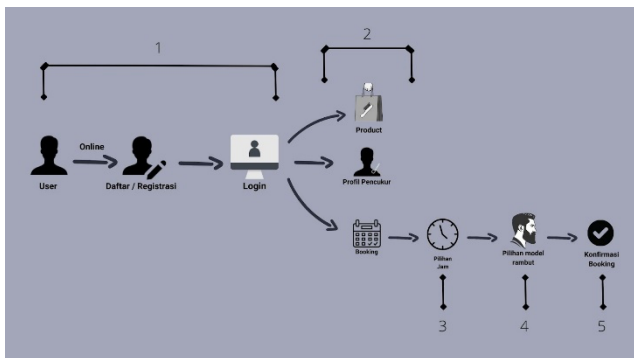 1
2
Product
Online
User
Daftar / Registrasi
Login
Profil Pencukur
Booking
Pilihan
Jam
Pilihan model
rambut
Konfirmasi
Booking
3
4
5